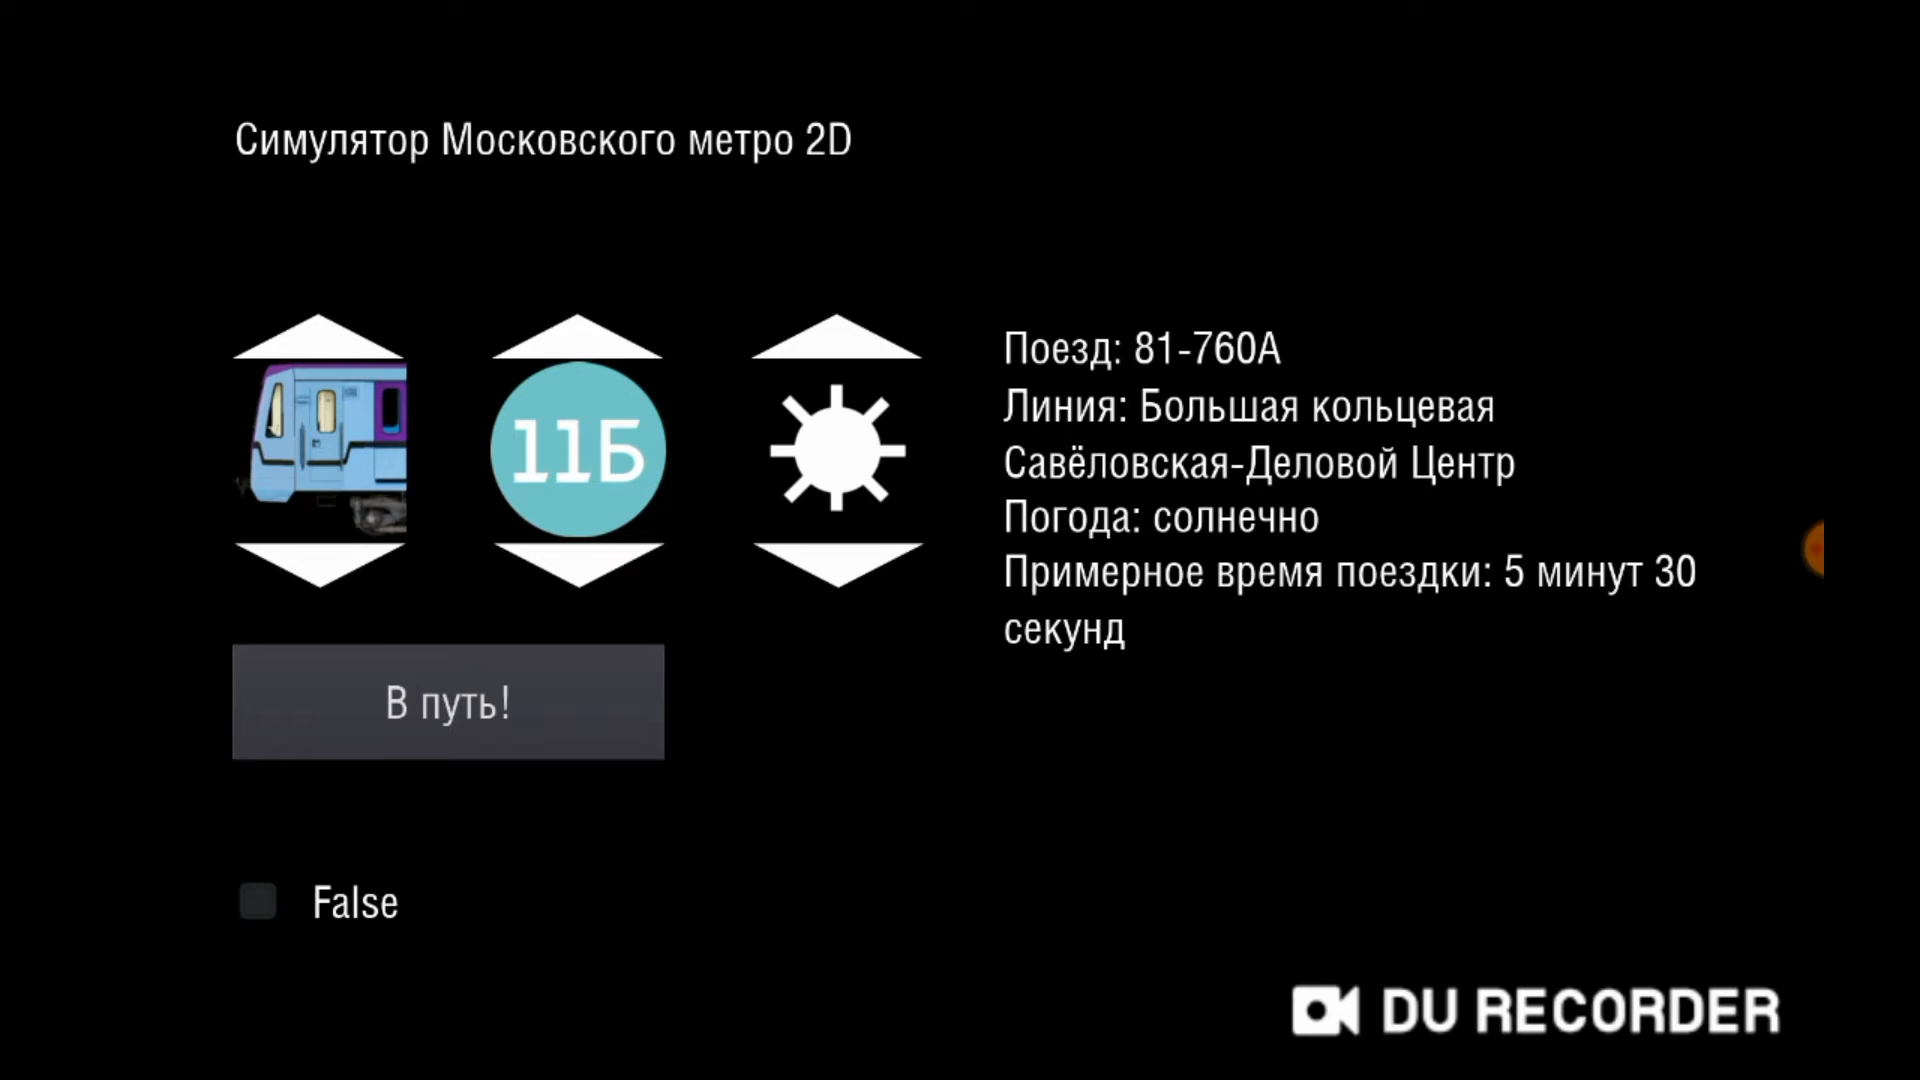 Симулятор Московского метро 2D
11Б
Поезд: 81-760А
Линия: Большая кольцевая
Савёловская-Деловой Центр
Погода: солнечно
Примерное время поездки: 5 минут 30
секунд
В путь!
False
DU RECORDER